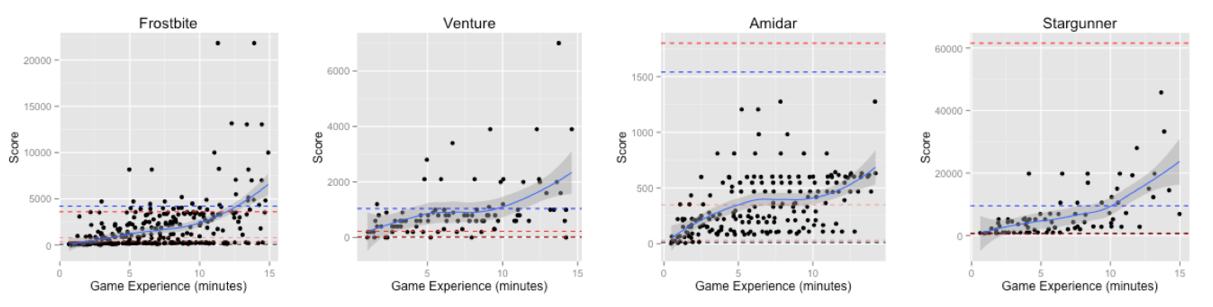 Frostbite
Score
20000
15000
10000
5000
0
0 5 10 15
Game Experience (minutes)
Venture
Score
6000
4000
2000
0
5 10 15
Game Experience (minutes)
Amidar
Score
1500
1000
500
0
0 5 10
Game Experience (minutes)
Stargunner
Score
60000
40000
20000
0
0 5 10 15
Game Experience (minutes)